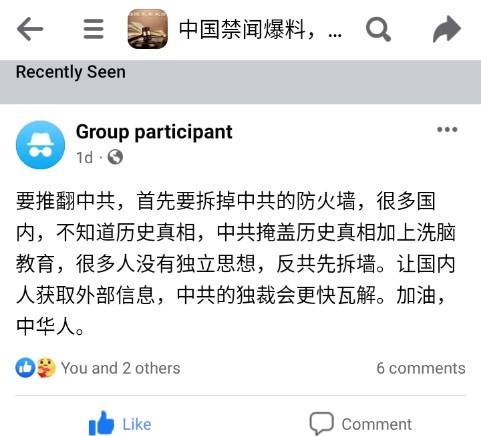 中国禁闻爆料，...
Recently Seen
Group participant
1d
要推翻中共，首先要拆掉中共的防火墙，很多国
内，不知道历史真相，中共掩盖历史真相加上洗脑
教育，很多人没有独立思想，反共先拆墙。让国内
人获取外部信息，中共的独裁会更快瓦解。加油，
中华人。
You and 2 others 6 comments
Like Comment